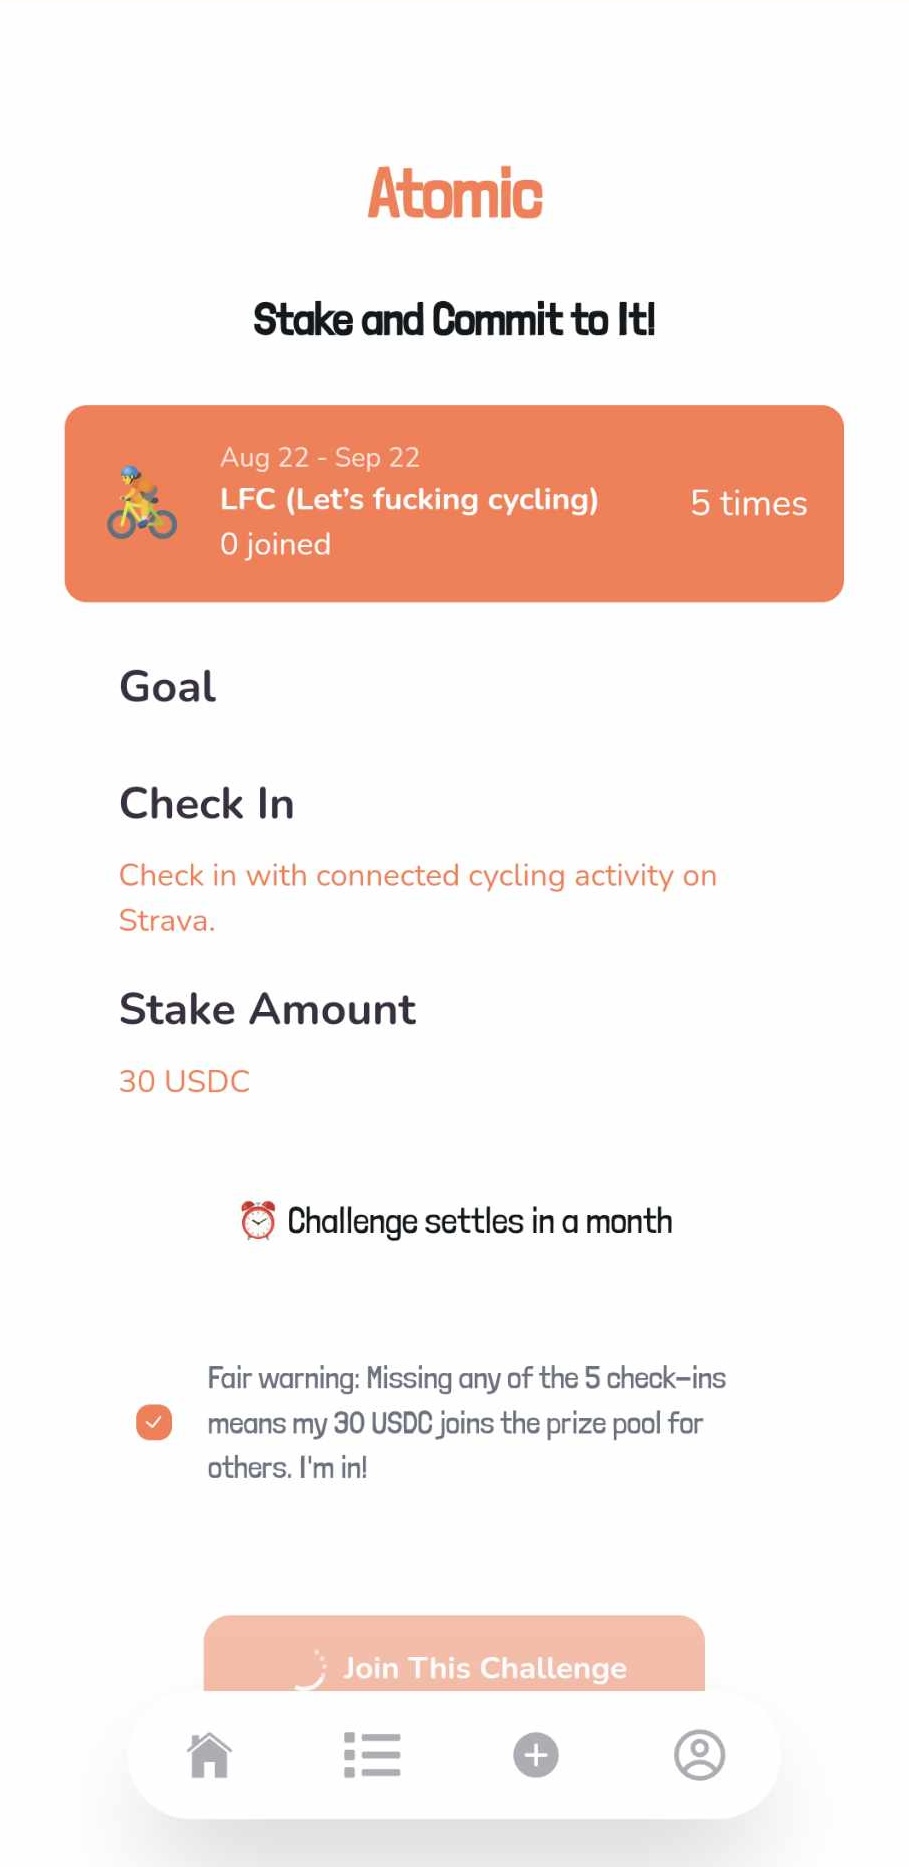 Atomic
Stake and Commit to It!
Aug 22 - Sep 22
LFC (Let's fucking cycling)
5 times
0 joined
Goal
Check In
Check in with connected cycling activity on
Strava.
Stake Amount
30 USDC
Challenge settles in a month
Fair warning: Missing any of the 5 check-ins
means my 30 USDC joins the prize pool for
others. I'm in!
Join This Challenge